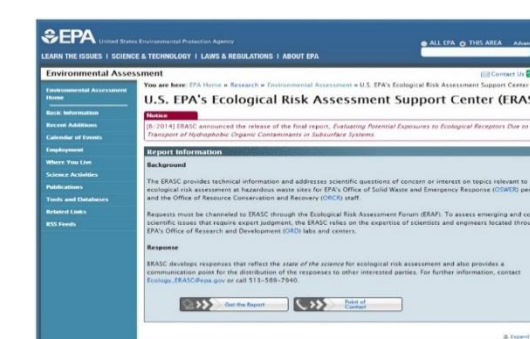 EPA United States Environmental Protection Agency
ALL EPA THIS AREA Advan
LEARN THE ISSUES | SCIENCE & TECHNOLOGY | LAWS & REGULATIONS | ABOUT EPA
Environmental Assessment
Contact Us
You are here: EPA Home » Research » Environmental Assessment » U.S. EPA's Ecological Risk Assessment Support Center
U.S. EPA's Ecological Risk Assessment Support Center (ERAS
Environmental Assessment
Home
Basic Information
Recent Additions
Calendar of Events
Employment
Where You Live
Science Activities
Publications
Tools and Databases
Related Links
RSS Feeds
Notice
[6-2014] ERASC announced the release of the final report, Evaluating Potential Exposures to Ecological Receptors Due to
Transport of Hydrophobic Organic Contaminants in Subsurface Systems.
Report Information
Background
The ERASC provides technical information and addresses scientific questions of concern or interest on topics relevant to
ecological risk assessment at hazardous waste sites for EPA's Office of Solid Waste and Emergency Response (OSWER) per
and the Office of Resource Conservation and Recovery (ORCR) staff.
Requests must be channeled to ERASC through the Ecological Risk Assessment Forum (ERAF). To assess emerging and co
scientific issues that require expert judgment, the ERASC relies on the expertise of scientists and engineers located throu
EPA's Office of Research and Development (ORD) labs and centers.
Response
ERASC develops responses that reflect the state of the science for ecological risk assessment and also provides a
communication point for the distribution of the responses to other interested parties. For further information, contact
Ecology_ERASC@epa.gov or call 513-569-7940.
Get the Report
Point of
Contact
Expand